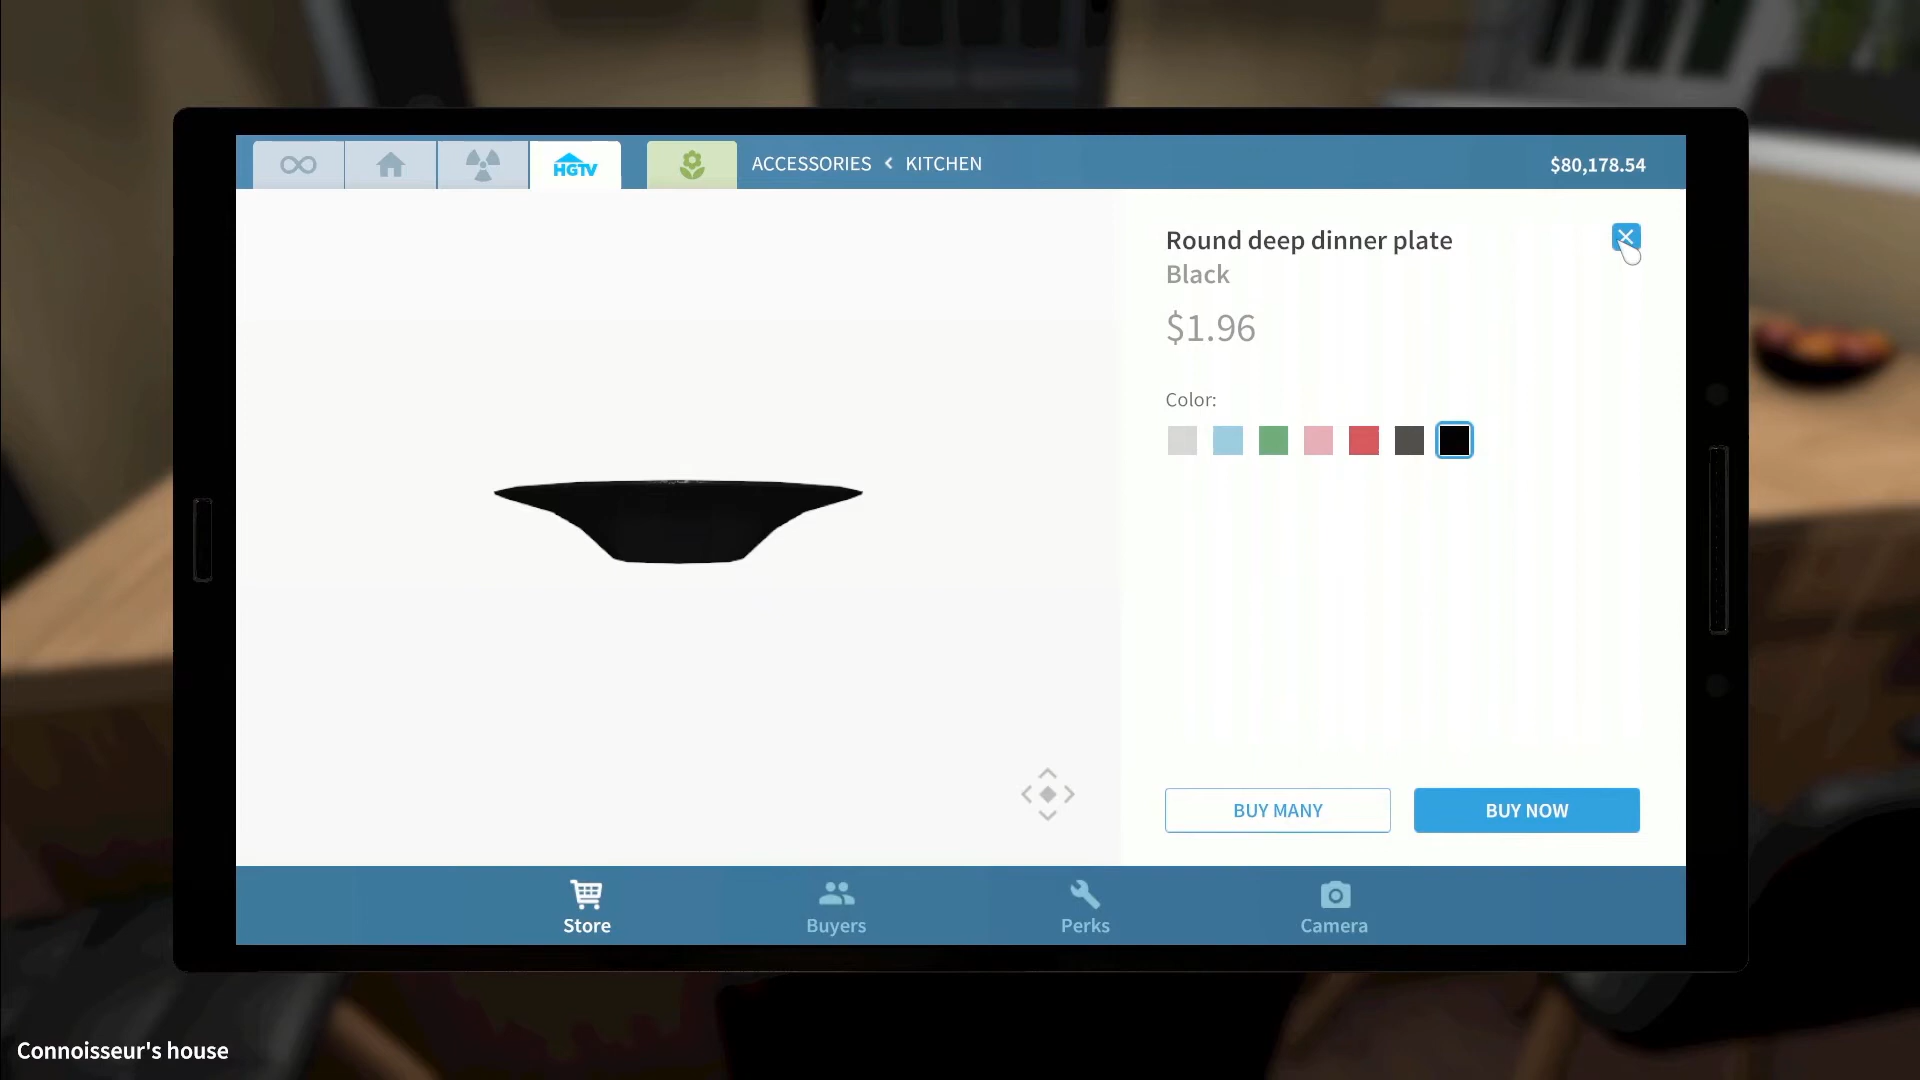 HGTV
ACCESSORIES < KITCHEN
$80,178.54
Round deep dinner plate
Black
$1.96
Color:
BUY MANY
BUY NOW
Store
Buyers
Perks
Camera
Connoisseur's house